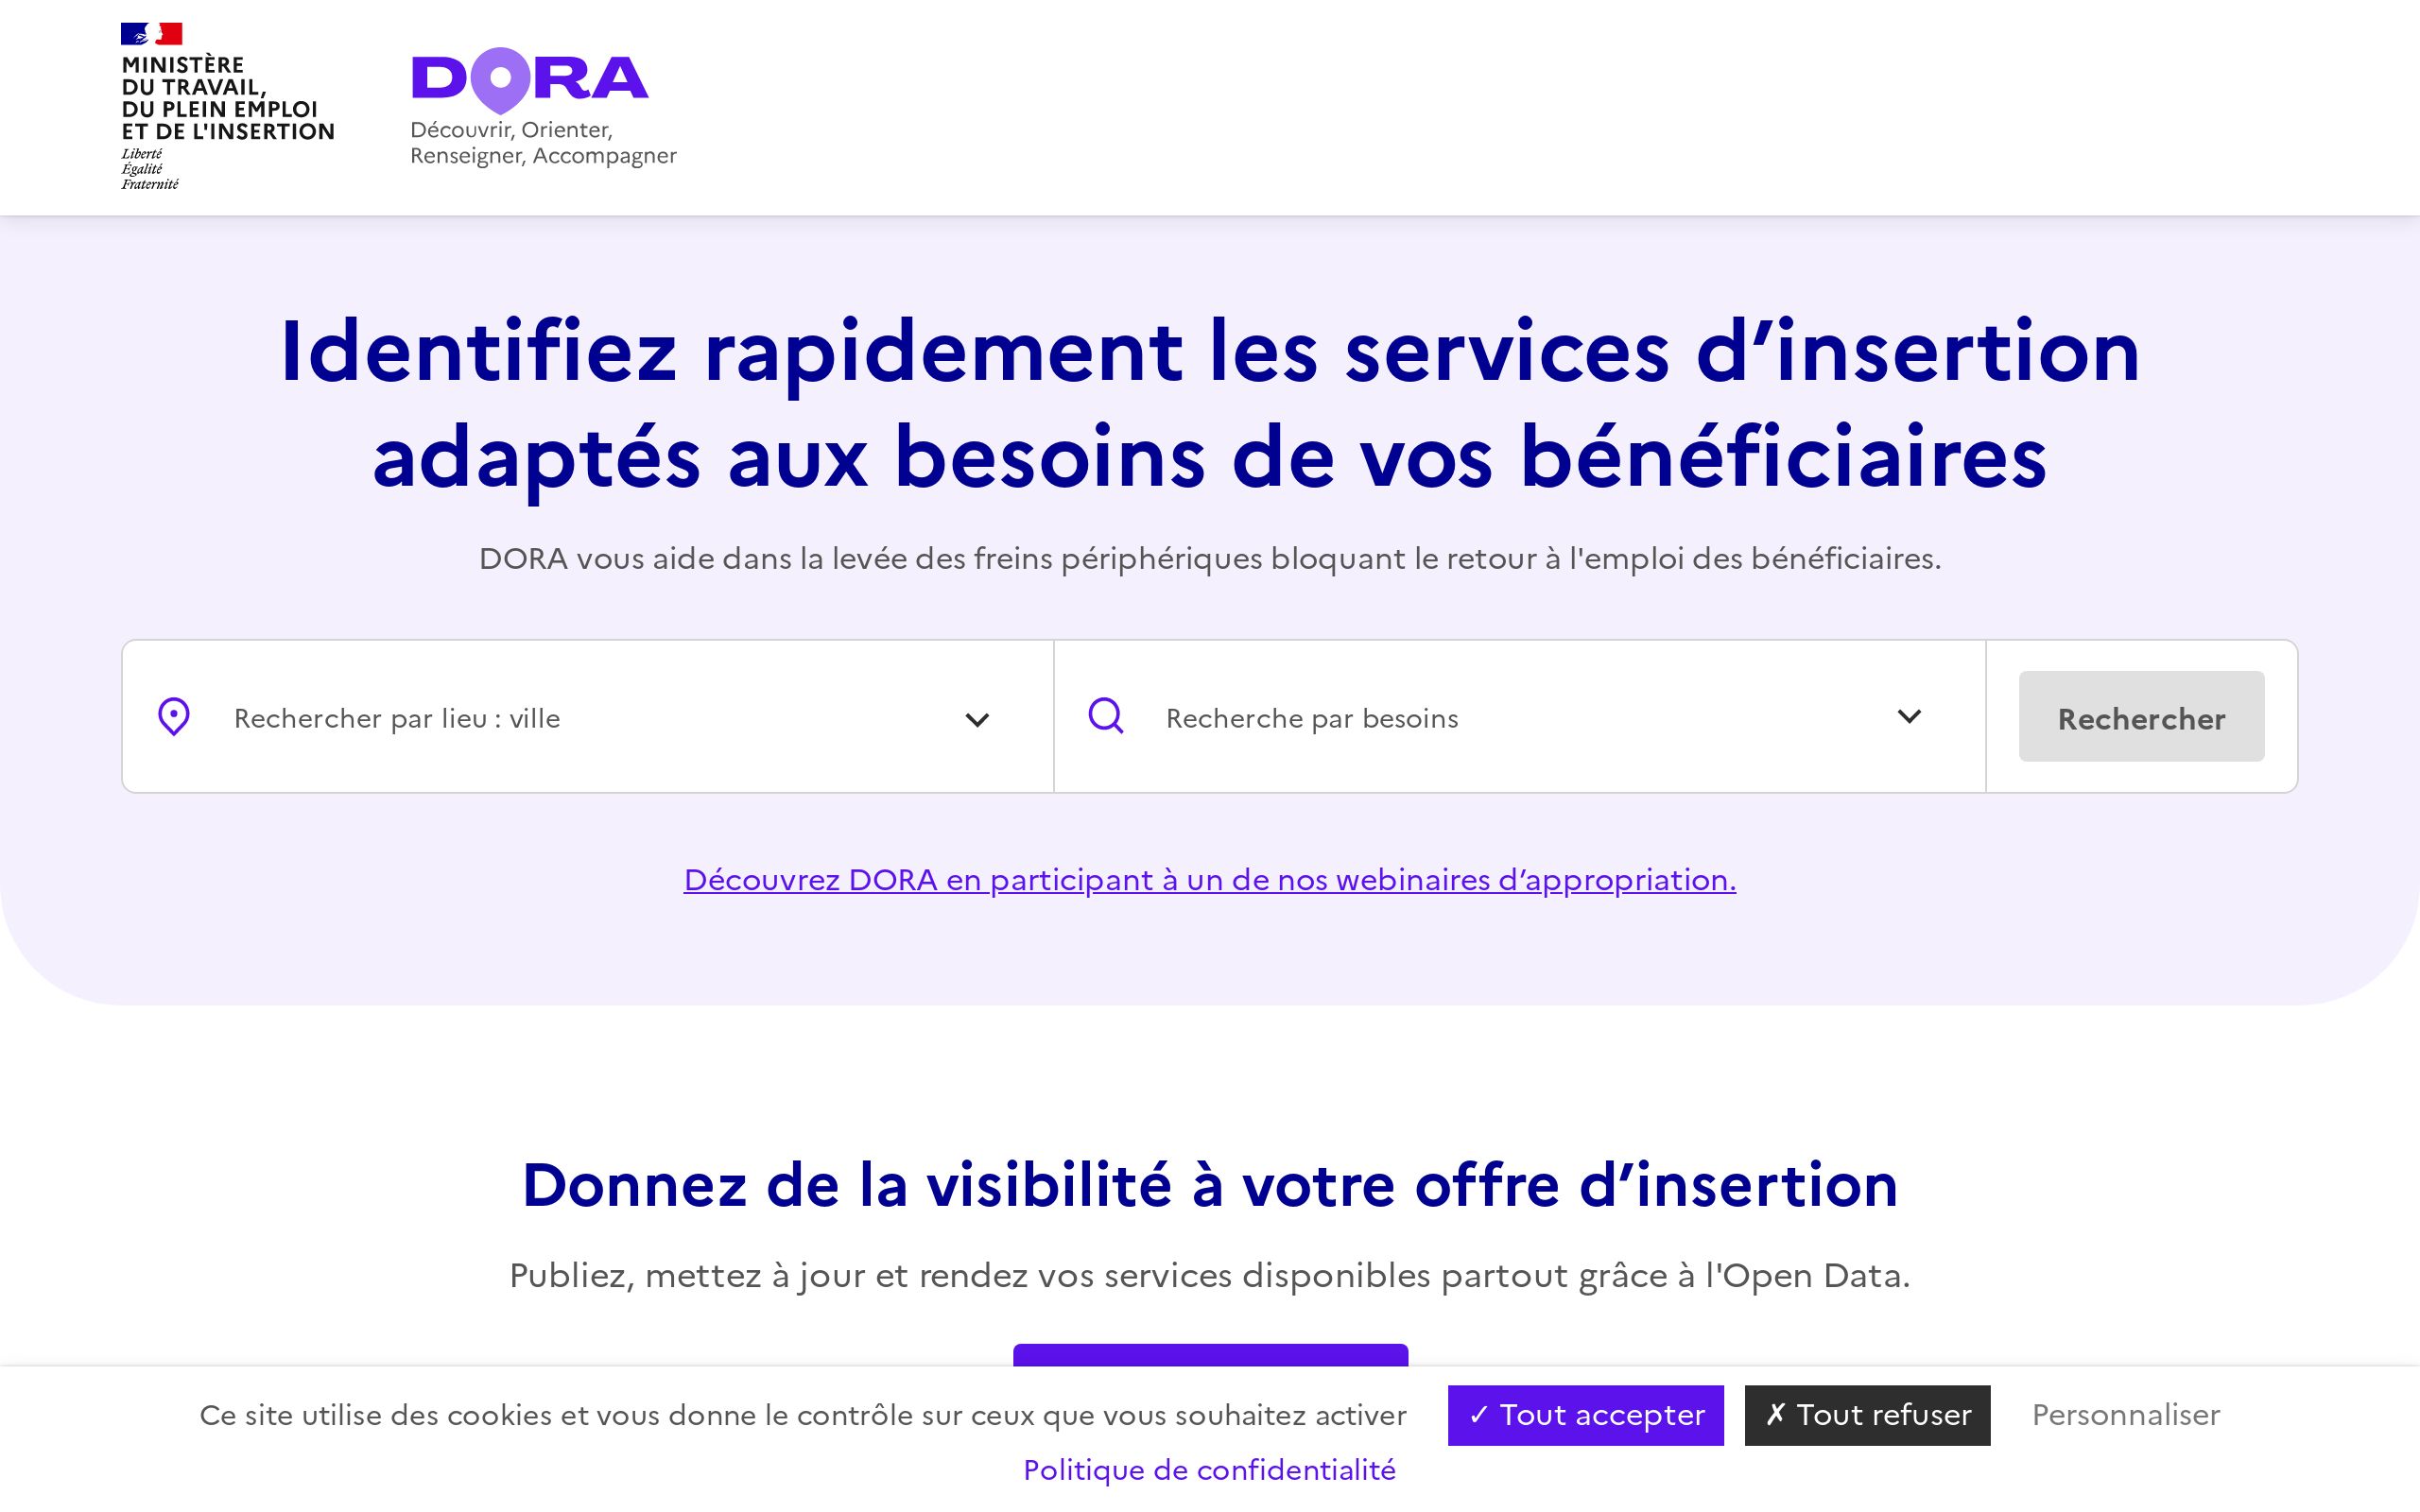 MINISTÈRE
DU TRAVAIL,
DU PLEIN EMPLOI
ET DE L'INSERTION
Liberté
Égalité
Fraternité
DORA
Découvrir, Orienter,
Renseigner, Accompagner
Identifiez rapidement les services d’insertion
adaptés aux besoins de vos bénéficiaires
DORA vous aide dans la levée des freins périphériques bloquant le retour à l'emploi des bénéficiaires.
Rechercher par lieu : ville
Recherche par besoins
Rechercher
Découvrez DORA en participant à un de nos webinaires d’appropriation.
Donnez de la visibilité à votre offre d’insertion
Publiez, mettez à jour et rendez vos services disponibles partout grâce à l'Open Data.
Ce site utilise des cookies et vous donne le contrôle sur ceux que vous souhaitez activer
✓ Tout accepter
✗ Tout refuser
Personnaliser
Politique de confidentialité